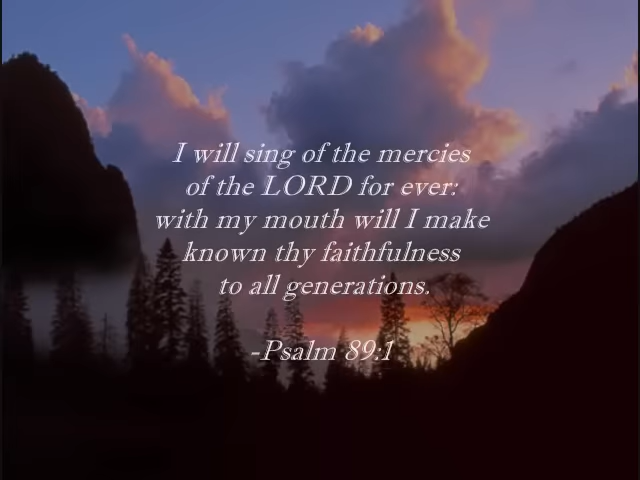 I will sing of the mercies
of the LORD for ever:
with my mouth will I make
known thy faithfulness
to all generations.
-Psalm 89:1